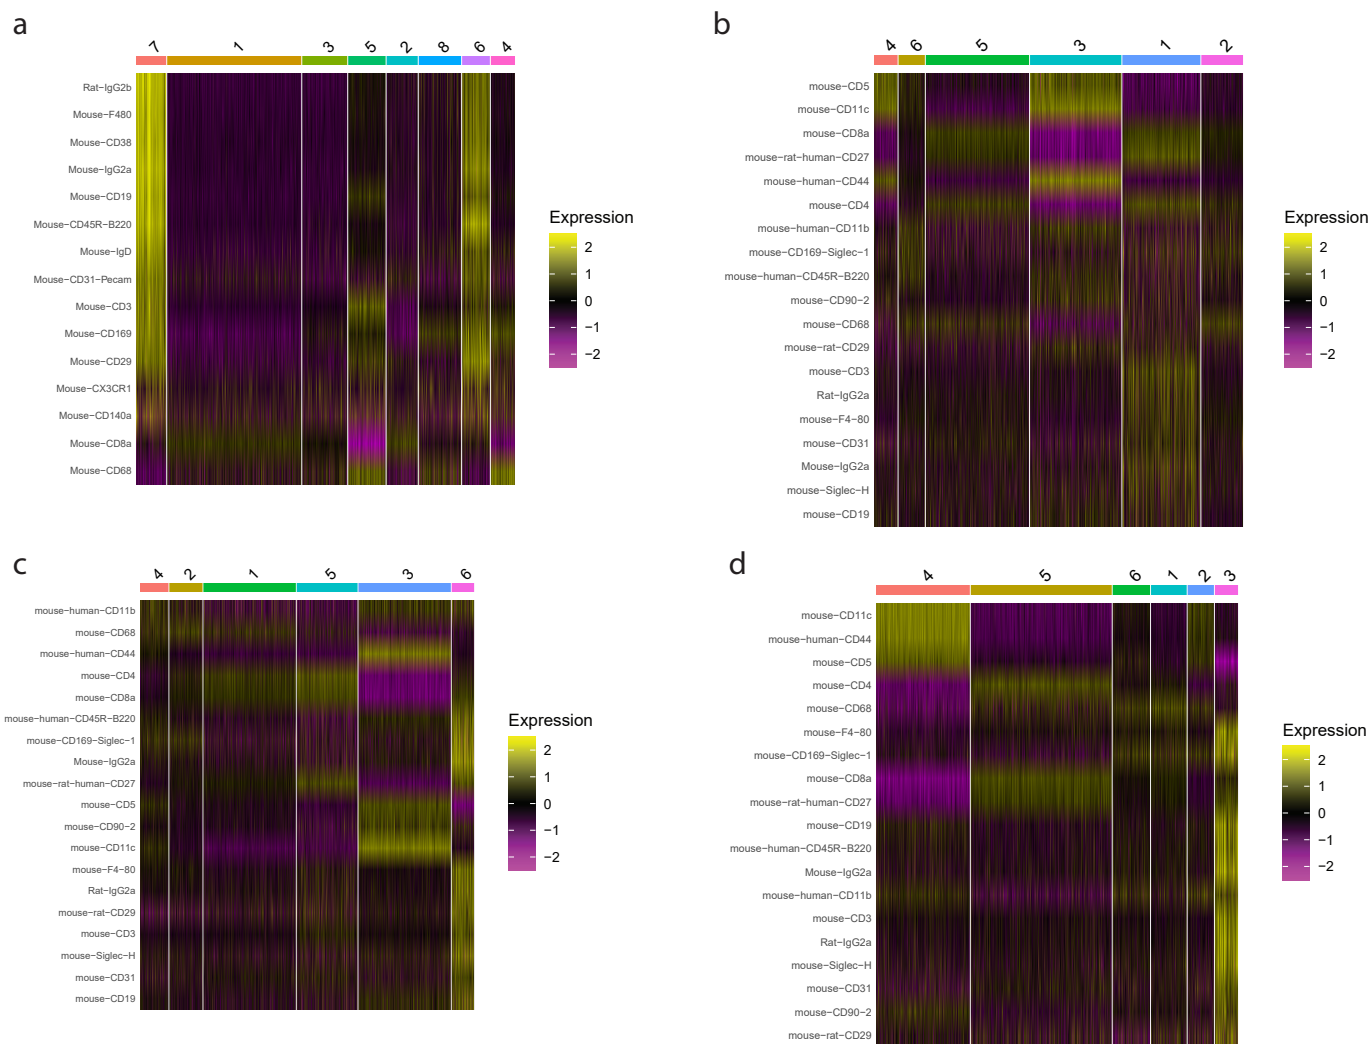 a
7 1 3 5 2 8 6 4
Rat-IgG2b
Mouse-F480
Mouse-CD38
Mouse-IgG2a
Mouse-CD19
Mouse-CD45R-B220
Mouse-IgD
Mouse-CD31-Pecam
Mouse-CD3
Mouse-CD169
Mouse-CD29
Mouse-CX3CR1
Mouse-CD140a
Mouse-CD8a
Mouse-CD68
Expression
2
1
0
−1
−2
b
4 6 5 3 1 2
mouse-CD5
mouse-CD11c
mouse-CD8a
mouse-rat-human-CD27
mouse-human-CD44
mouse-CD4
mouse-human-CD11b
mouse-CD169-Siglec-1
mouse-human-CD45R-B220
mouse-CD90-2
mouse-CD68
mouse-rat-CD29
mouse-CD3
Rat-IgG2a
mouse-F4-80
mouse-CD31
Mouse-IgG2a
mouse-Siglec-H
mouse-CD19
Expression
2
1
0
−1
−2
c
4 2 1 5 3 6
mouse-human-CD11b
mouse-CD68
mouse-human-CD44
mouse-CD4
mouse-CD8a
mouse-human-CD45R-B220
mouse-CD169-Siglec-1
Mouse-IgG2a
mouse-rat-human-CD27
mouse-CD5
mouse-CD90-2
mouse-CD11c
mouse-F4-80
Rat-IgG2a
mouse-rat-CD29
mouse-CD3
mouse-Siglec-H
mouse-CD31
mouse-CD19
Expression
2
1
0
−1
−2
d
4 5 6 1 2 3
mouse-CD11c
mouse-human-CD44
mouse-CD5
mouse-CD4
mouse-CD68
mouse-F4-80
mouse-CD169-Siglec-1
mouse-CD8a
mouse-rat-human-CD27
mouse-CD19
mouse-human-CD45R-B220
Mouse-IgG2a
mouse-human-CD11b
mouse-CD3
Rat-IgG2a
mouse-Siglec-H
mouse-CD31
mouse-CD90-2
mouse-rat-CD29
Expression
2
1
0
−1
−2